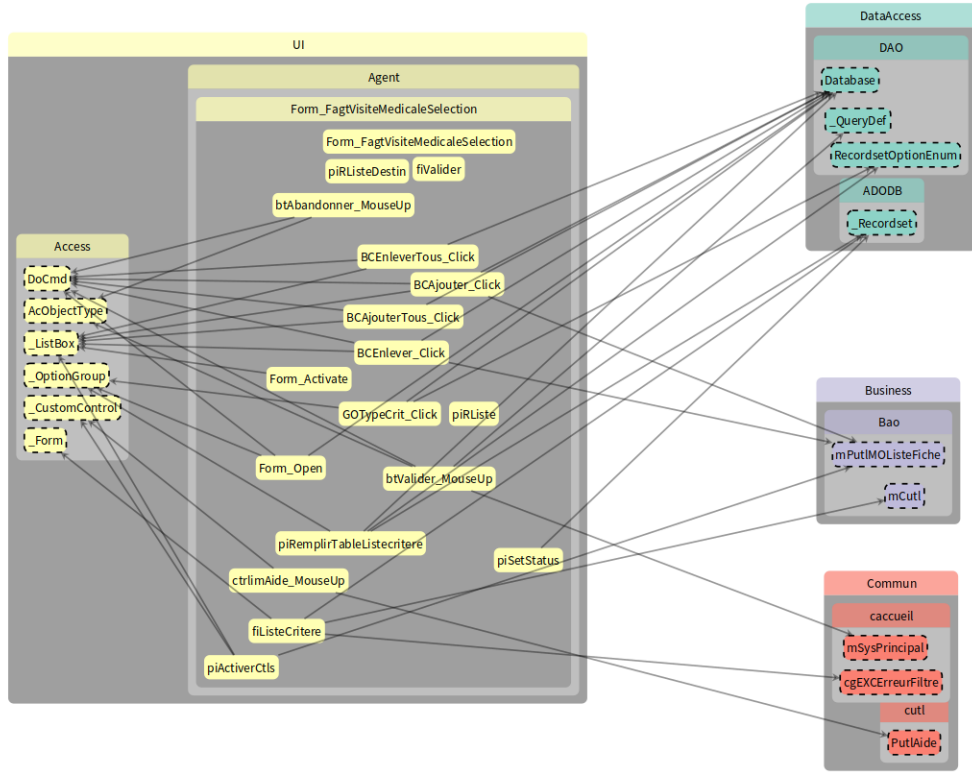 UI
Agent
Form_FagtVisiteMedicaleSelection
Form_FagtVisiteMedicaleSelection
piRListeDestin
fiValider
btAbandonner_MouseUp
Access
DoCmd
AcObjectType
_ListBox
_OptionGroup
_CustomControl
_Form
BCEnleverTous_Click
BCAjouter_Click
BCAjouterTous_Click
BCEnlever_Click
Form_Activate
GOTypeCrit_Click
piRListe
Form_Open
btValider_MouseUp
piRemplirTableListecritere
piSetStatus
ctrlimAide_MouseUp
fiListeCritere
piActiverCtls
DataAccess
DAO
Database
_QueryDef
RecordsetOptionEnum
ADODB
_Recordset
Business
Bao
mPutlMOListeFiche
mCutl
Commun
caccueil
mSysPrincipal
cgEXCErreurFiltre
cutl
PutlAide